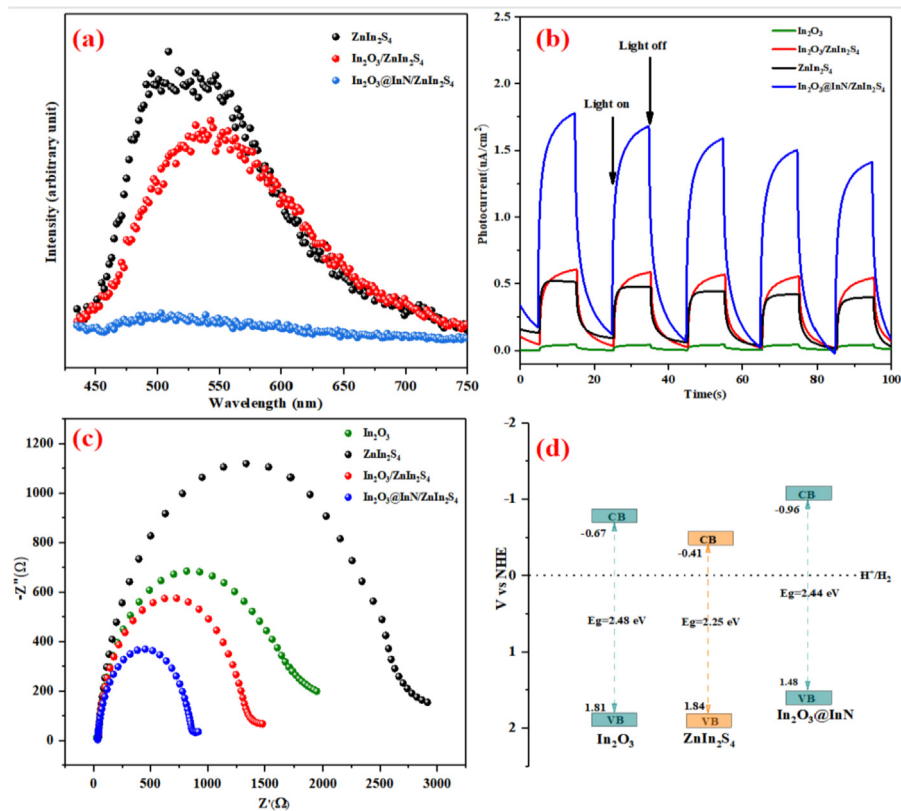 (a)
ZnIn₂S₄
In₂O₃/ZnIn₂S₄
In₂O₃@InN/ZnIn₂S₄
Intensity (arbitrary unit)
450 500 550 600 650 700 750
Wavelength (nm)
(b)
In₂O₃
In₂O₃/ZnIn₂S₄
ZnIn₂S₄
In₂O₃@InN/ZnIn₂S₄
Light off
Light on
Photocurrent(uA/cm²)
2.5
2.0
1.5
1.0
0.5
0.0
0 20 40 60 80 100
Time(s)
(c)
In₂O₃
ZnIn₂S₄
In₂O₃/ZnIn₂S₄
In₂O₃@InN/ZnIn₂S₄
-Z''(Ω)
1200
1000
800
600
400
200
0
0 500 1000 1500 2000 2500 3000
Z'(Ω)
(d)
V vs NHE
-2
-1
0
1
2
CB
-0.96
CB
-0.67
CB
-0.41
H⁺/H₂
Eg=2.44 eV
Eg=2.48 eV
Eg=2.25 eV
1.48
VB
1.81
VB
1.84
VB
In₂O₃
ZnIn₂S₄
In₂O₃@InN